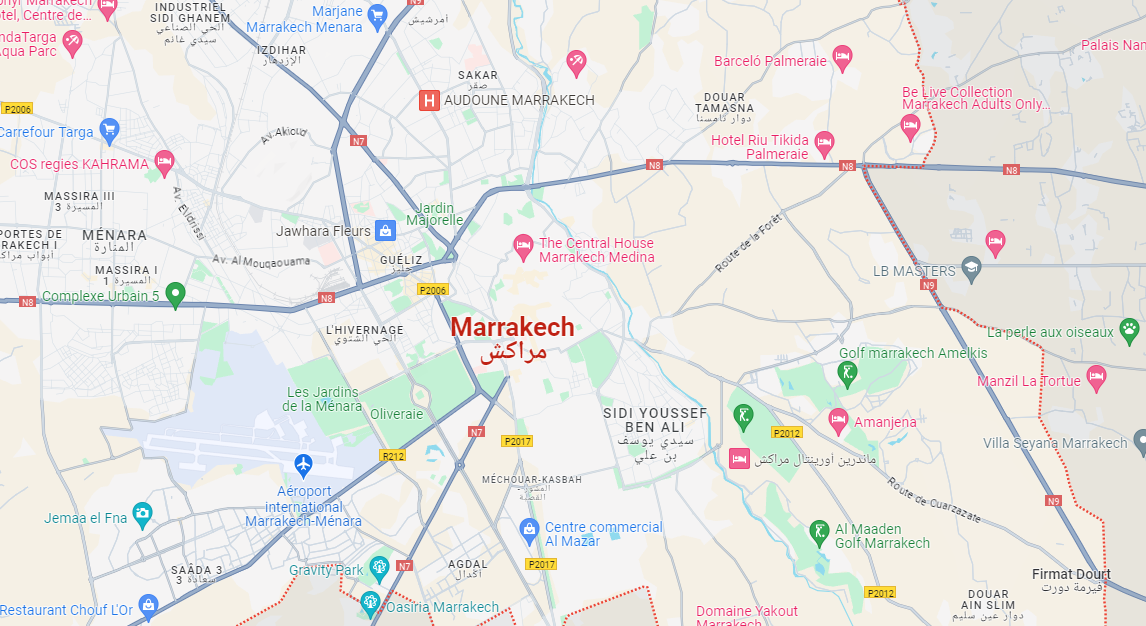 Marrakech
otel, Centre de...
INDUSTRIEL
SIDI GHANEM
الحي الصناعي
سيدي غانم
Marjane
Marrakech Menara
N9
أمرشيش
ndaTarga
Aqua Parc
IZDIHAR
الإزدهار
SAKAR
صقر
AUDOUNE MARRAKECH
Barceló Palmeraie
Palais Nam
Be Live Collection
Marrakech Adults Only...
DOUAR
TAMASNA
دوار تامسنا
P2006
Carrefour Targa
Av. Akioud
N7
Hotel Riu Tikida
Palmeraie
COS regies KAHRAMA
N8
N8
N8
MASSIRA III
المسيرة 3
Av. El Idrissi
Jardin
Majorelle
PORTES DE
RRAKECH I
أبواب مراك
MÉNARA
المنارة
Jawhara Fleurs
The Central House
Marrakech Medina
Route de la Forêt
GUÉLIZ
جليز
Av. Al Mouqaouama
MASSIRA I
المسيرة 1
LB MASTERS
Complexe Urbain 5
P2006
N8
N8
N9
L'HIVERNAGE
الحي الشتوي
Marrakech
مراكش
La perle aux oiseaux
Golf marrakech Amelkis
Manzil La Tortue
Les Jardins
de la Ménara
Oliveraie
SIDI YOUSSEF
BEN ALI
سيدي يوسف
بن علي
Amanjena
P2012
N7
P2017
Villa Seyana Marrakech
R212
ماندرين أورينتال مراكش
Aéroport
international
Marrakech-Ménara
MÉCHOUAR-KASBAH
المشور-
القصبة
Route de Ouarzazate
N9
Jemaa el Fna
Centre commercial
Al Mazar
Al Maaden
Golf Marrakech
SAÂDA 3
سعادة 3
Gravity Park
N7
AGDAL
أكدال
P2017
Firmat Dourt
فيرمة دورت
P2012
DOUAR
AIN SLIM
دوار عين سليم
Restaurant Chouf L'Or
Oasiria Marrakech
Domaine Yakout
Marrakech